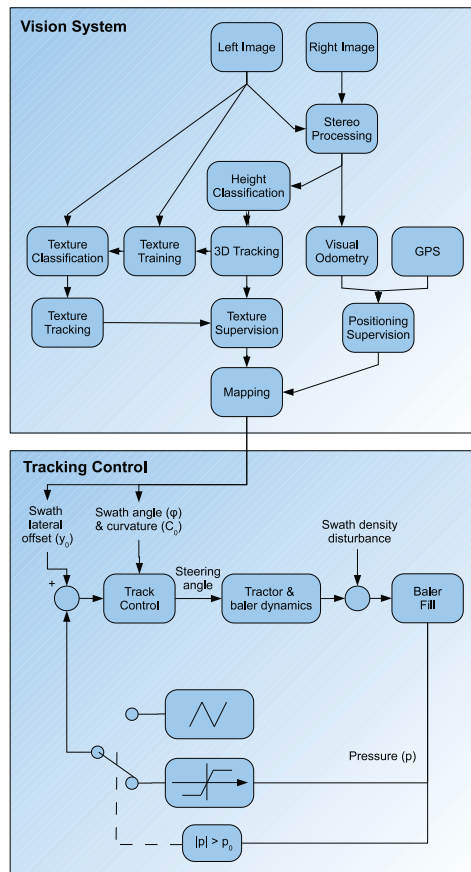 Vision System
Left Image
Right Image
Stereo
Processing
Height
Classification
Texture
Classification
Texture
Training
3D Tracking
Visual
Odometry
GPS
Texture
Tracking
Texture
Supervision
Positioning
Supervision
Mapping
Tracking Control
Swath
lateral
offset (y₀)
Swath angle (φ)
& curvature (C₀)
Swath density
disturbance
+
Track
Control
Steering
angle
Tractor &
baler dynamics
Baler
Fill
Pressure (p)
|p| > p₀